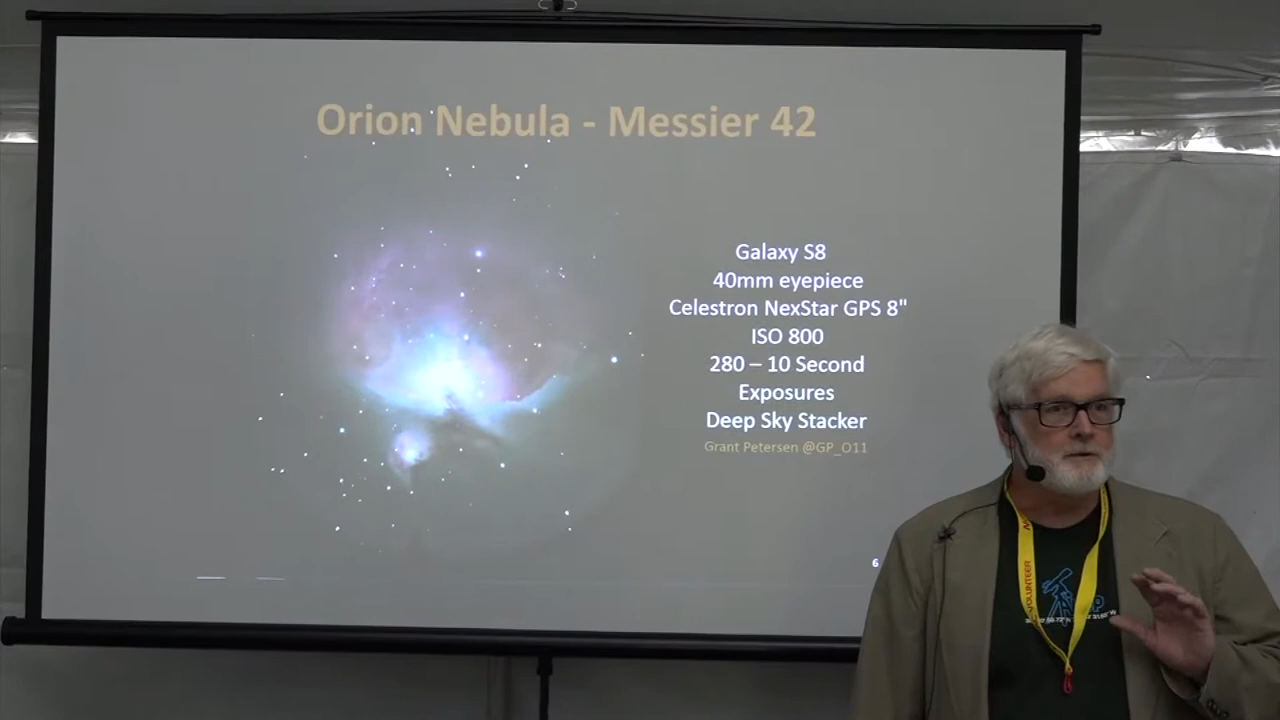 Orion Nebula - Messier 42
Galaxy S8
40mm eyepiece
Celestron NexStar GPS 8"
ISO 800
280 – 10 Second
Exposures
Deep Sky Stacker
Grant Petersen @GP_O11
6
VOLUNTEER